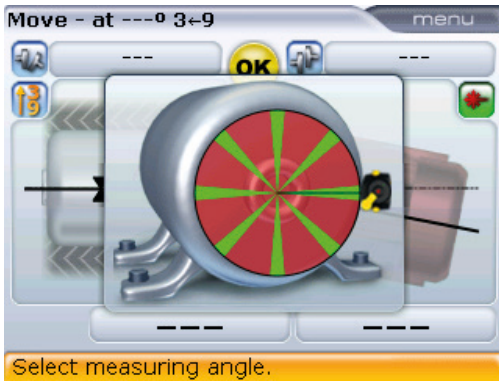 Move - at ---º 3←9
menu
---
OK
---
3
9
---
---
Select measuring angle.